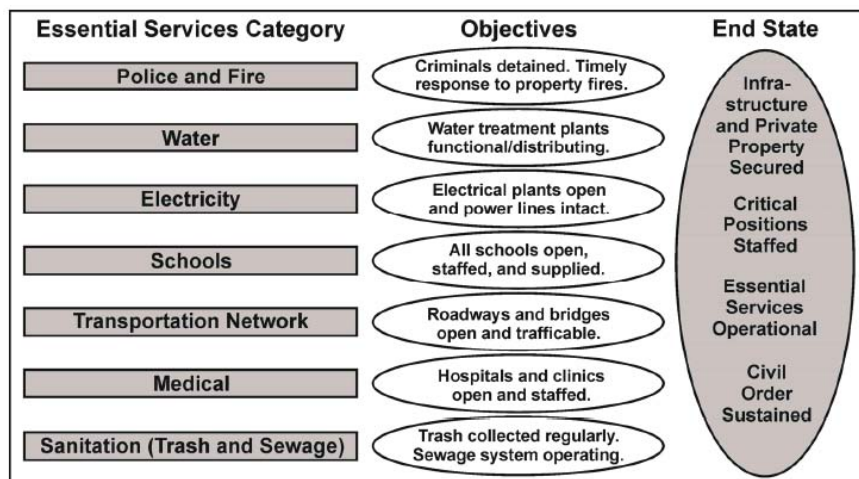 Essential Services Category
Objectives
End State
Police and Fire
Criminals detained. Timely
response to property fires.
Water
Water treatment plants
functional/distributing.
Electricity
Electrical plants open
and power lines intact.
Schools
All schools open,
staffed, and supplied.
Transportation Network
Roadways and bridges
open and trafficable.
Medical
Hospitals and clinics
open and staffed.
Sanitation (Trash and Sewage)
Trash collected regularly.
Sewage system operating.
Infra-
structure
and Private
Property
Secured
Critical
Positions
Staffed
Essential
Services
Operational
Civil
Order
Sustained